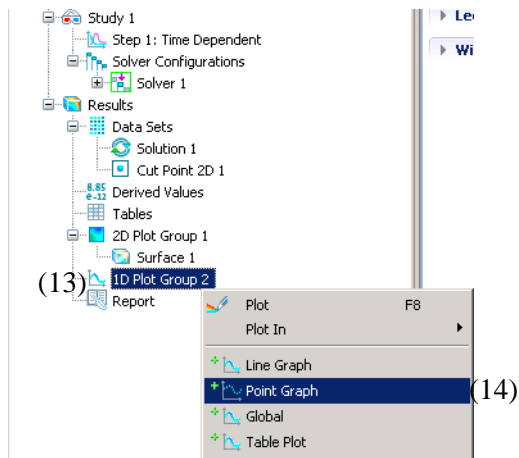 Study 1
Le
Step 1: Time Dependent
Solver Configurations
Wi
Solver 1
Results
Data Sets
Solution 1
Cut Point 2D 1
8.85
e-12 Derived Values
Tables
2D Plot Group 1
Surface 1
(13) 1D Plot Group 2
Report
Plot F8
Plot In
Line Graph
Point Graph (14)
Global
Table Plot